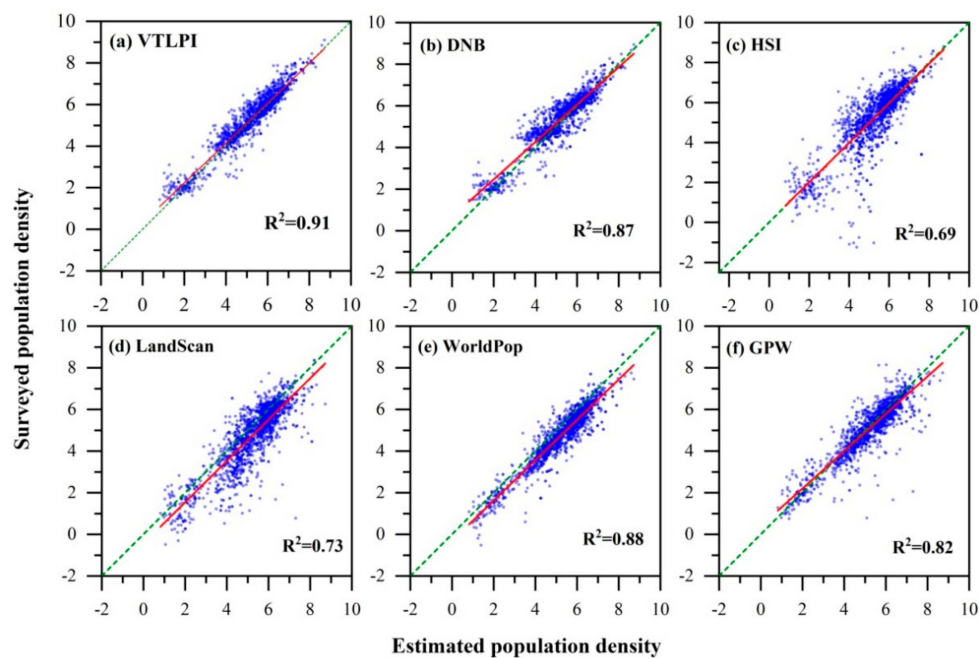 (a) VTLPI
(b) DNB
(c) HSI
10
8
6
4
2
0
-2
R²=0.91
-2 0 2 4 6 8 10
10
8
6
4
2
0
-2
R²=0.87
-2 0 2 4 6 8 10
10
8
6
4
2
0
-2
R²=0.69
-2 0 2 4 6 8 10
Surveyed population density
(d) LandScan
(e) WorldPop
(f) GPW
10
8
6
4
2
0
-2
R²=0.73
-2 0 2 4 6 8 10
10
8
6
4
2
0
-2
R²=0.88
-2 0 2 4 6 8 10
10
8
6
4
2
0
-2
R²=0.82
-2 0 2 4 6 8 10
Estimated population density